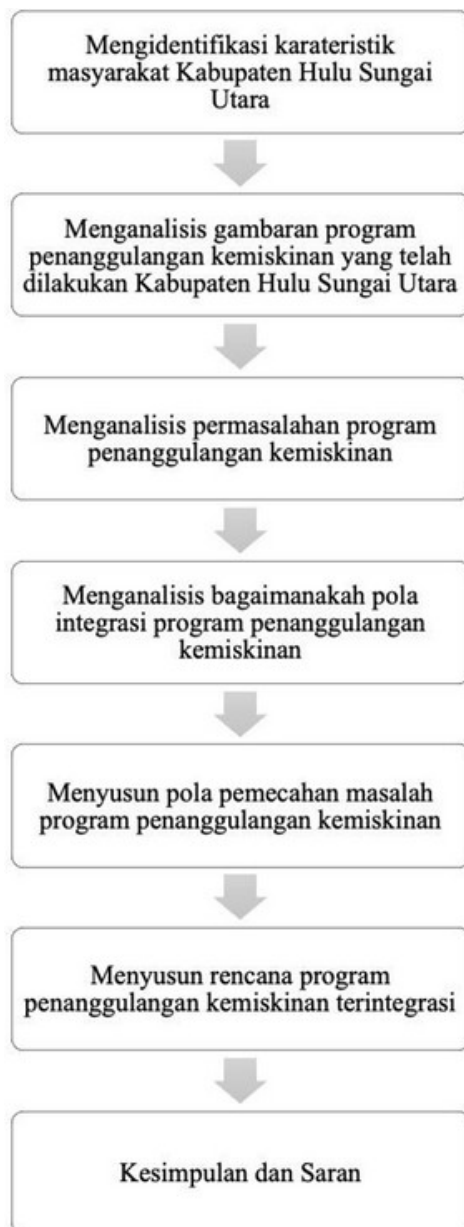 Mengidentifikasi karateristik
masyarakat Kabupaten Hulu Sungai
Utara
Menganalisis gambaran program
penanggulangan kemiskinan yang telah
dilakukan Kabupaten Hulu Sungai Utara
Menganalisis permasalahan program
penanggulangan kemiskinan
Menganalisis bagaimanakah pola
integrasi program penanggulangan
kemiskinan
Menyusun pola pemecahan masalah
program penanggulangan kemiskinan
Menyusun rencana program
penanggulangan kemiskinan terintegrasi
Kesimpulan dan Saran